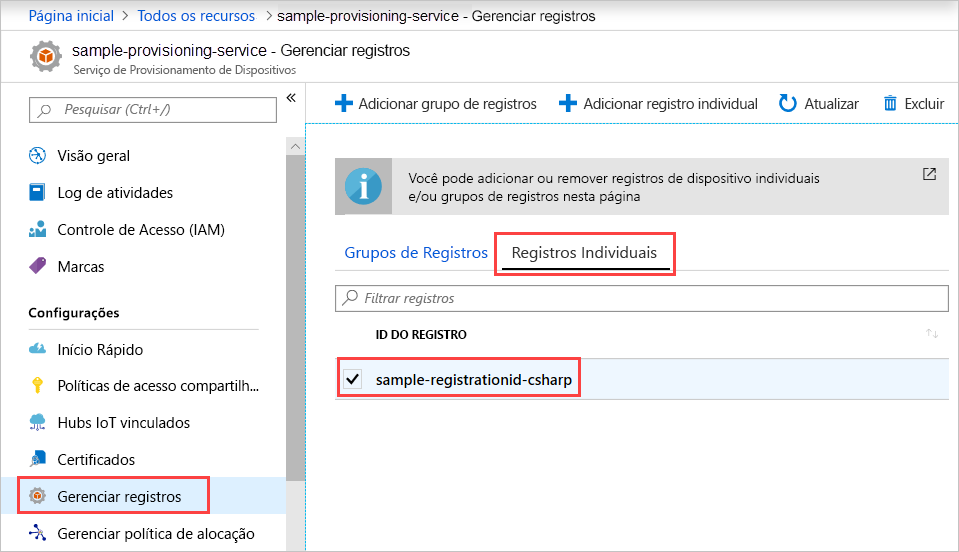 Página inicial > Todos os recursos > sample-provisioning-service - Gerenciar registros
sample-provisioning-service - Gerenciar registros
Serviço de Provisionamento de Dispositivos
Pesquisar (Ctrl+/)
«
Visão geral
Log de atividades
Controle de Acesso (IAM)
Marcas
Configurações
Início Rápido
Políticas de acesso compartilh...
Hubs IoT vinculados
Certificados
Gerenciar registros
Gerenciar política de alocação
Adicionar grupo de registros Adicionar registro individual Atualizar Excluir
Você pode adicionar ou remover registros de dispositivo individuais
e/ou grupos de registros nesta página
Grupos de Registros Registros Individuais
Filtrar registros
ID DO REGISTRO
sample-registrationid-csharp